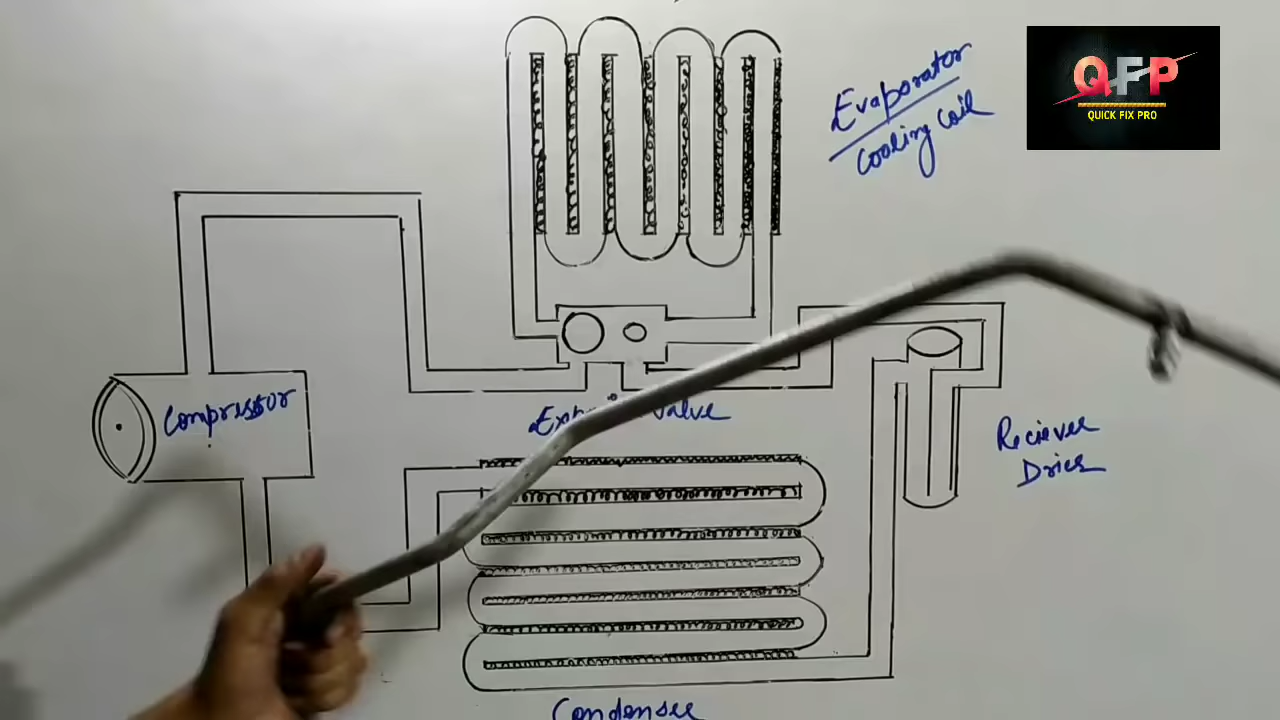 Evaporator
Cooling Coil
QFP
QUICK FIX PRO
Compressor
Valve
Reciever
Drier
Condenser